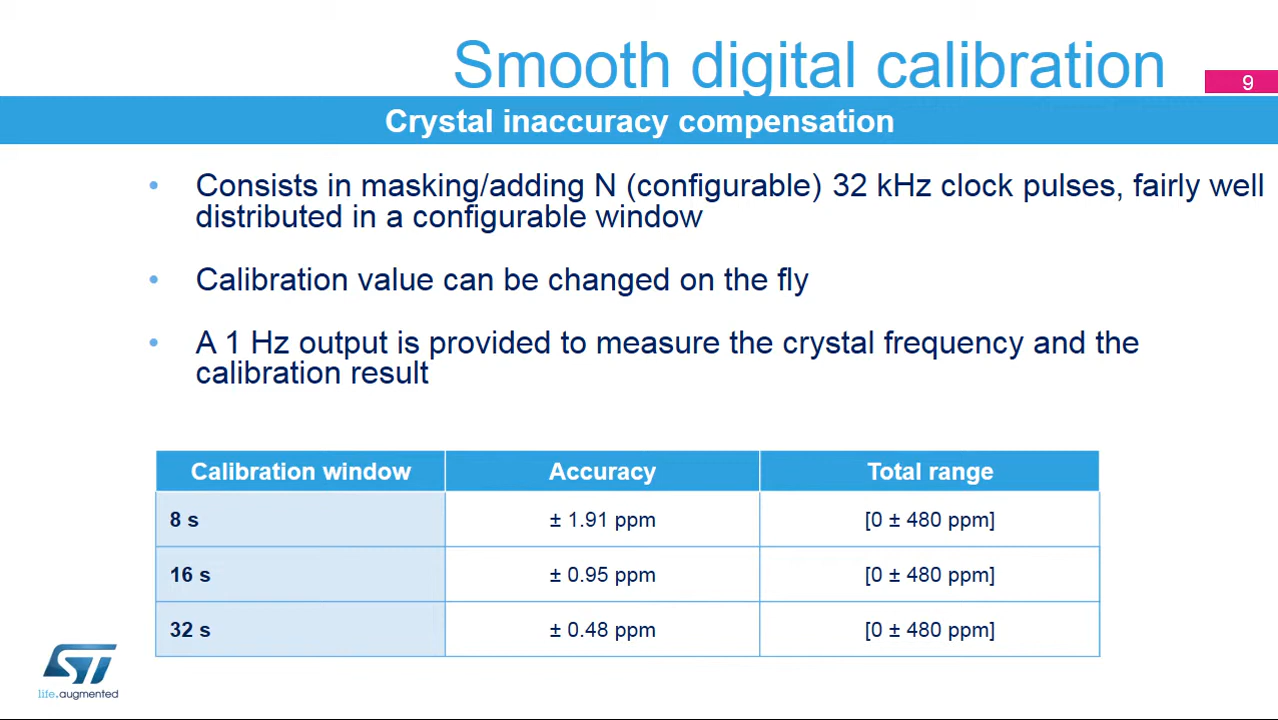 Smooth digital calibration
9
Crystal inaccuracy compensation
• Consists in masking/adding N (configurable) 32 kHz clock pulses, fairly well
distributed in a configurable window
• Calibration value can be changed on the fly
• A 1 Hz output is provided to measure the crystal frequency and the
calibration result
Calibration window Accuracy Total range
8 s ± 1.91 ppm [0 ± 480 ppm]
16 s ± 0.95 ppm [0 ± 480 ppm]
32 s ± 0.48 ppm [0 ± 480 ppm]
ST
life.augmented